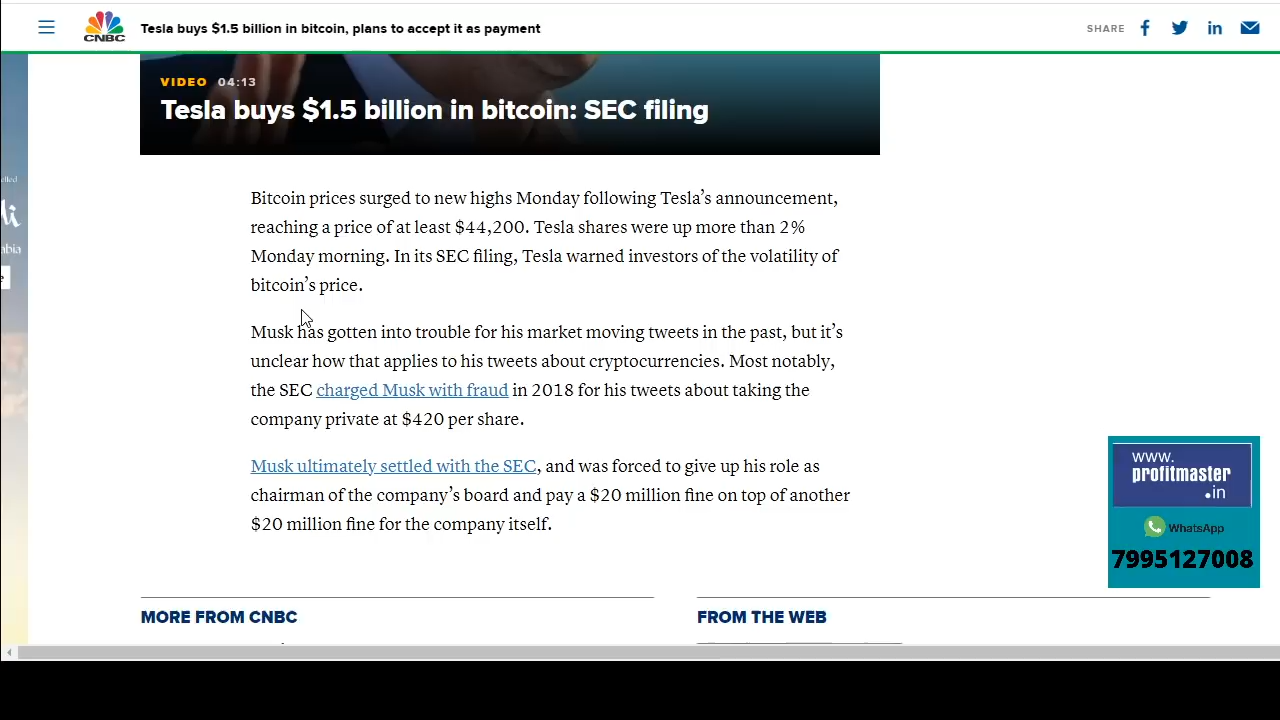 CNBC
Tesla buys $1.5 billion in bitcoin, plans to accept it as payment
SHARE
VIDEO 04:13
Tesla buys $1.5 billion in bitcoin: SEC filing
Bitcoin prices surged to new highs Monday following Tesla’s announcement,
reaching a price of at least $44,200. Tesla shares were up more than 2%
Monday morning. In its SEC filing, Tesla warned investors of the volatility of
bitcoin’s price.
Musk has gotten into trouble for his market moving tweets in the past, but it’s
unclear how that applies to his tweets about cryptocurrencies. Most notably,
the SEC charged Musk with fraud in 2018 for his tweets about taking the
company private at $420 per share.
Musk ultimately settled with the SEC, and was forced to give up his role as
chairman of the company’s board and pay a $20 million fine on top of another
$20 million fine for the company itself.
www.
profitmaster
.in
WhatsApp
7995127008
MORE FROM CNBC
FROM THE WEB